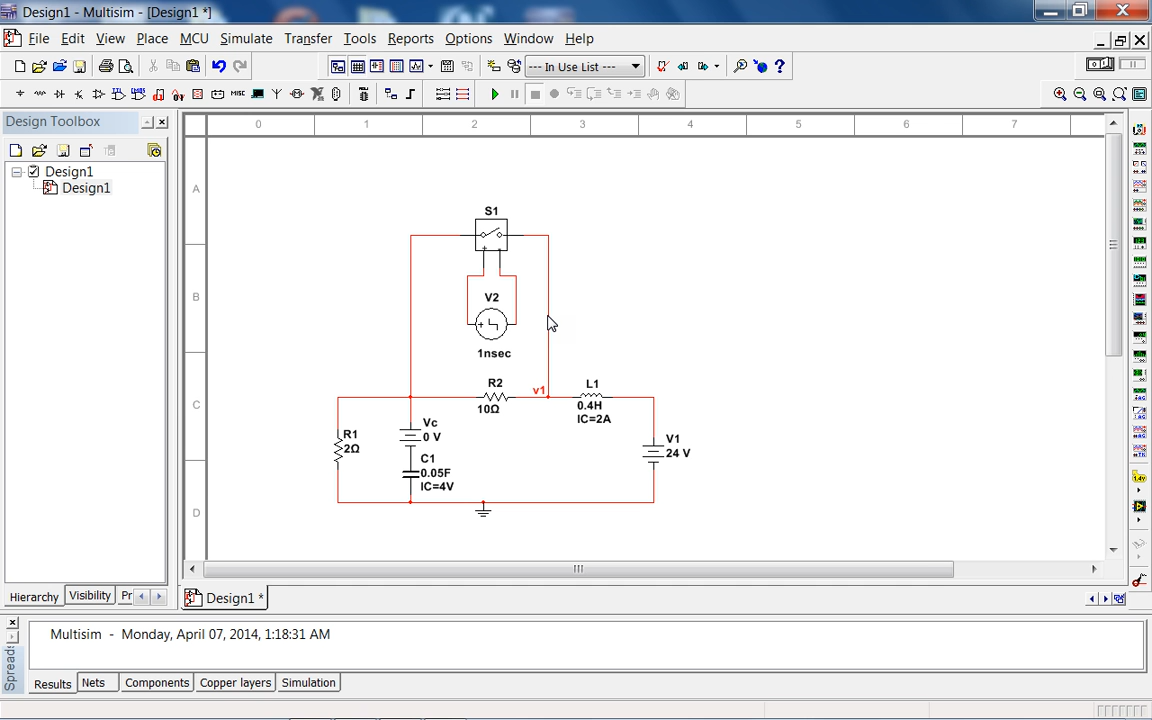 Design1 - Multisim - [Design1 *]
File Edit View Place MCU Simulate Transfer Tools Reports Options Window Help
--- In Use List ---
MISC
Design Toolbox
Design1
Design1
0 1 2 3 4 5 6 7
A
B
C
D
S1
V2
1nsec
R2
10Ω
v1
L1
0.4H
IC=2A
R1
2Ω
Vc
0 V
C1
0.05F
IC=4V
V1
24 V
Hierarchy Visibility Pr
Design1 *
Multisim - Monday, April 07, 2014, 1:18:31 AM
Results Nets Components Copper layers Simulation
Spreads